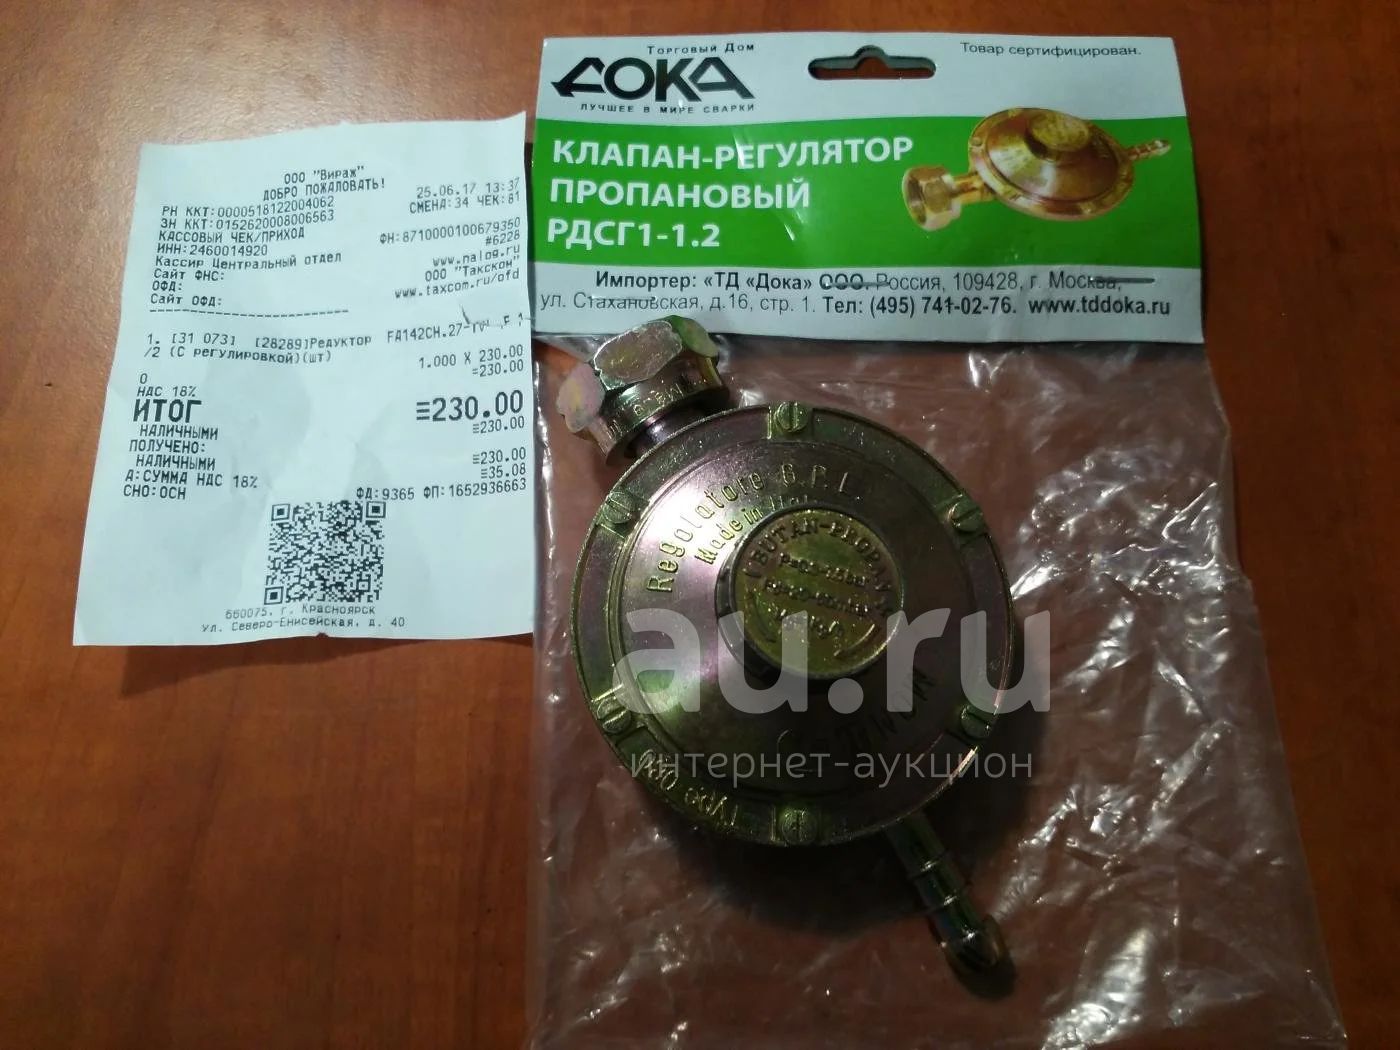 ООО "Вираж"
ДОБРО ПОЖАЛОВАТЬ!
РН ККТ:0000518122004062 25.06.17 13:37
ЗН ККТ:0152620008006563 СМЕНА:34 ЧЕК:81
КАССОВЫЙ ЧЕК/ПРИХОД
ИНН:2460014920 ФН:8710000100679350
Кассир Центральный отдел #6228
Сайт ФНС: www.nalog.ru
ОФД: ООО "Такском"
Сайт ОФД: www.taxcom.ru/ofd
1. [31 073] [28289]Редуктор FA142CH.27-
/2 (С регулировкой)(шт)
1.000 X 230.00
0 =230.00
НДС 18%
ИТОГ ≡230.00
НАЛИЧНЫМИ ≡230.00
ПОЛУЧЕНО:
НАЛИЧНЫМИ ≡230.00
А:СУММА НДС 18% ≡35.08
СНО:ОСН ФД:9365 ФП:1652936663
660075, г. Красноярск
ул. Северо-Енисейская, д. 40
Торговый Дом
ДОКА
ЛУЧШЕЕ В МИРЕ СВАРКИ
Товар сертифицирован.
КЛАПАН-РЕГУЛЯТОР
ПРОПАНОВЫЙ
РДСГ1-1.2
Импортер: «ТД «Дока» ООО. Россия, 109428, г. Москва,
ул. Стахановская, д.16, стр. 1. Тел: (495) 741-02-76. www.tddoka.ru
Regolatore G.P.L.
Made in
BUTAN-PROPAN
Type
au.ru
интернет-аукцион